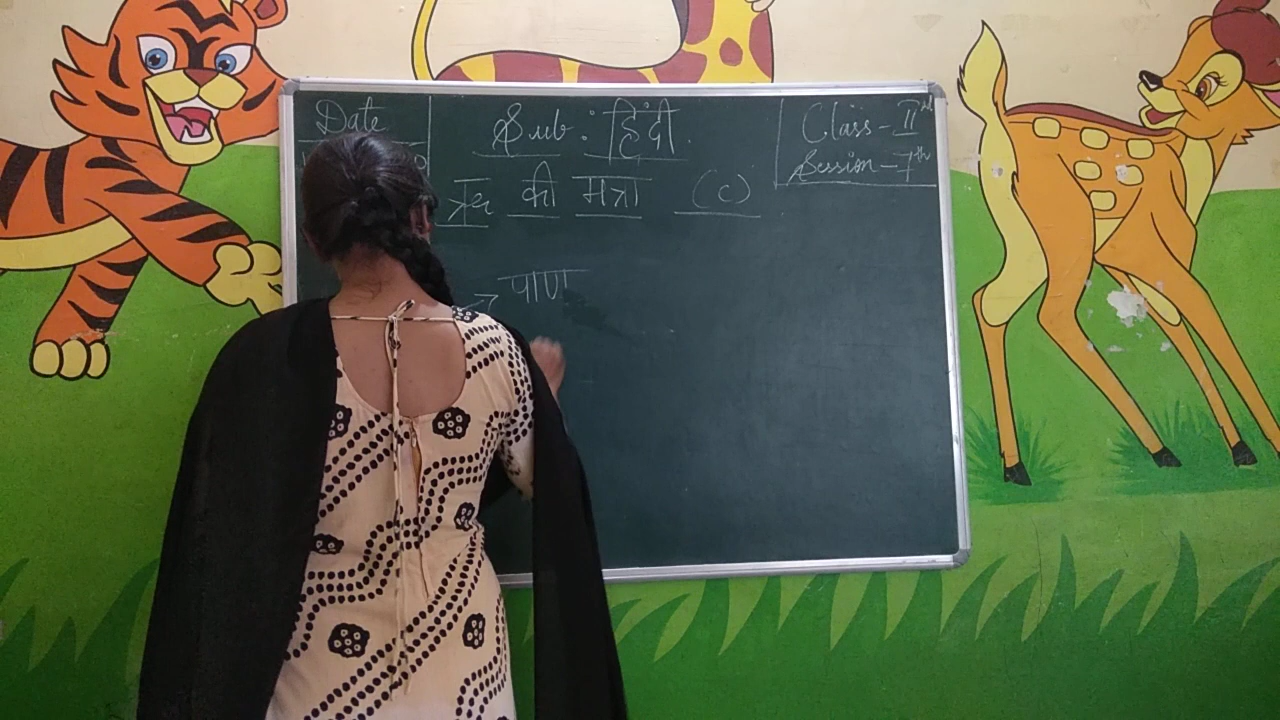 Date
Sub : हिंदी.
Class - IInd
Session - 7th
की मत्रा (c)
→ पाण